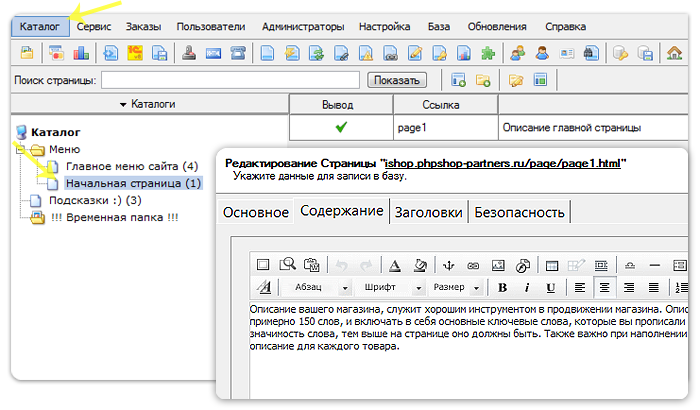 Каталог Сервис Заказы Пользователи Администраторы Настройка База Обновления Справка
Поиск страницы: Показать
Каталоги Вывод Ссылка
Каталог page1 Описание главной страницы
Меню
Главное меню сайта (4)
Начальная страница (1)
Подсказки :) (3)
!!! Временная папка !!!
Редактирование Страницы "ishop.phpshop-partners.ru/page/page1.html"
Укажите данные для записи в базу.
Основное Содержание Заголовки Безопасность
Абзац Шрифт Размер B i U
Описание вашего магазина, служит хорошим инструментом в продвижении магазина. Опис
примерно 150 слов, и включать в себя основные ключевые слова, которые вы прописали
значимость слова, тем выше на странице оно должны быть. Также важно при наполнении
описание для каждого товара.